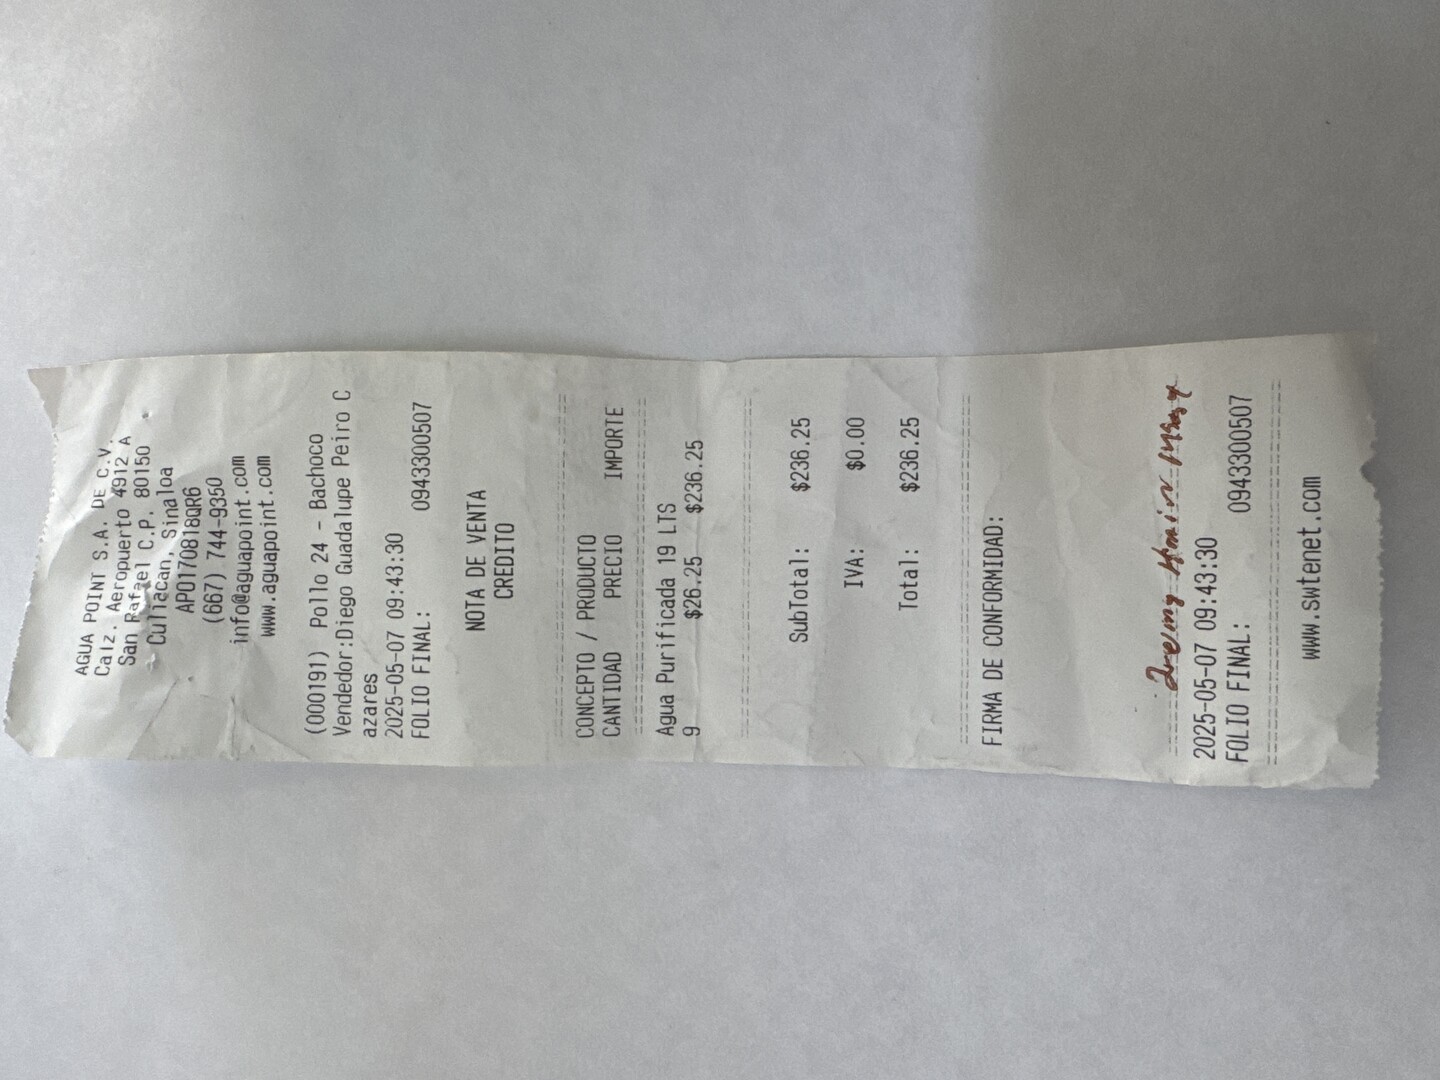 AGUA POINT S.A. DE C.V.
Calz. Aeropuerto 4912 A
San Rafael C.P. 80150
Culiacan, Sinaloa
APO170818QR6
(667) 744-9350
info@aguapoint.com
www.aguapoint.com
(000191) Pollo 24 - Bachoco
Vendedor:Diego Guadalupe Peiro C
azares
2025-05-07 09:43:30
FOLIO FINAL: 0943300507
NOTA DE VENTA
CREDITO
CONCEPTO / PRODUCTO
CANTIDAD PRECIO IMPORTE
Agua Purificada 19 LTS
9 $26.25 $236.25
SubTotal: $236.25
IVA: $0.00
Total: $236.25
FIRMA DE CONFORMIDAD:
2025-05-07 09:43:30
FOLIO FINAL: 0943300507
www.swtenet.com